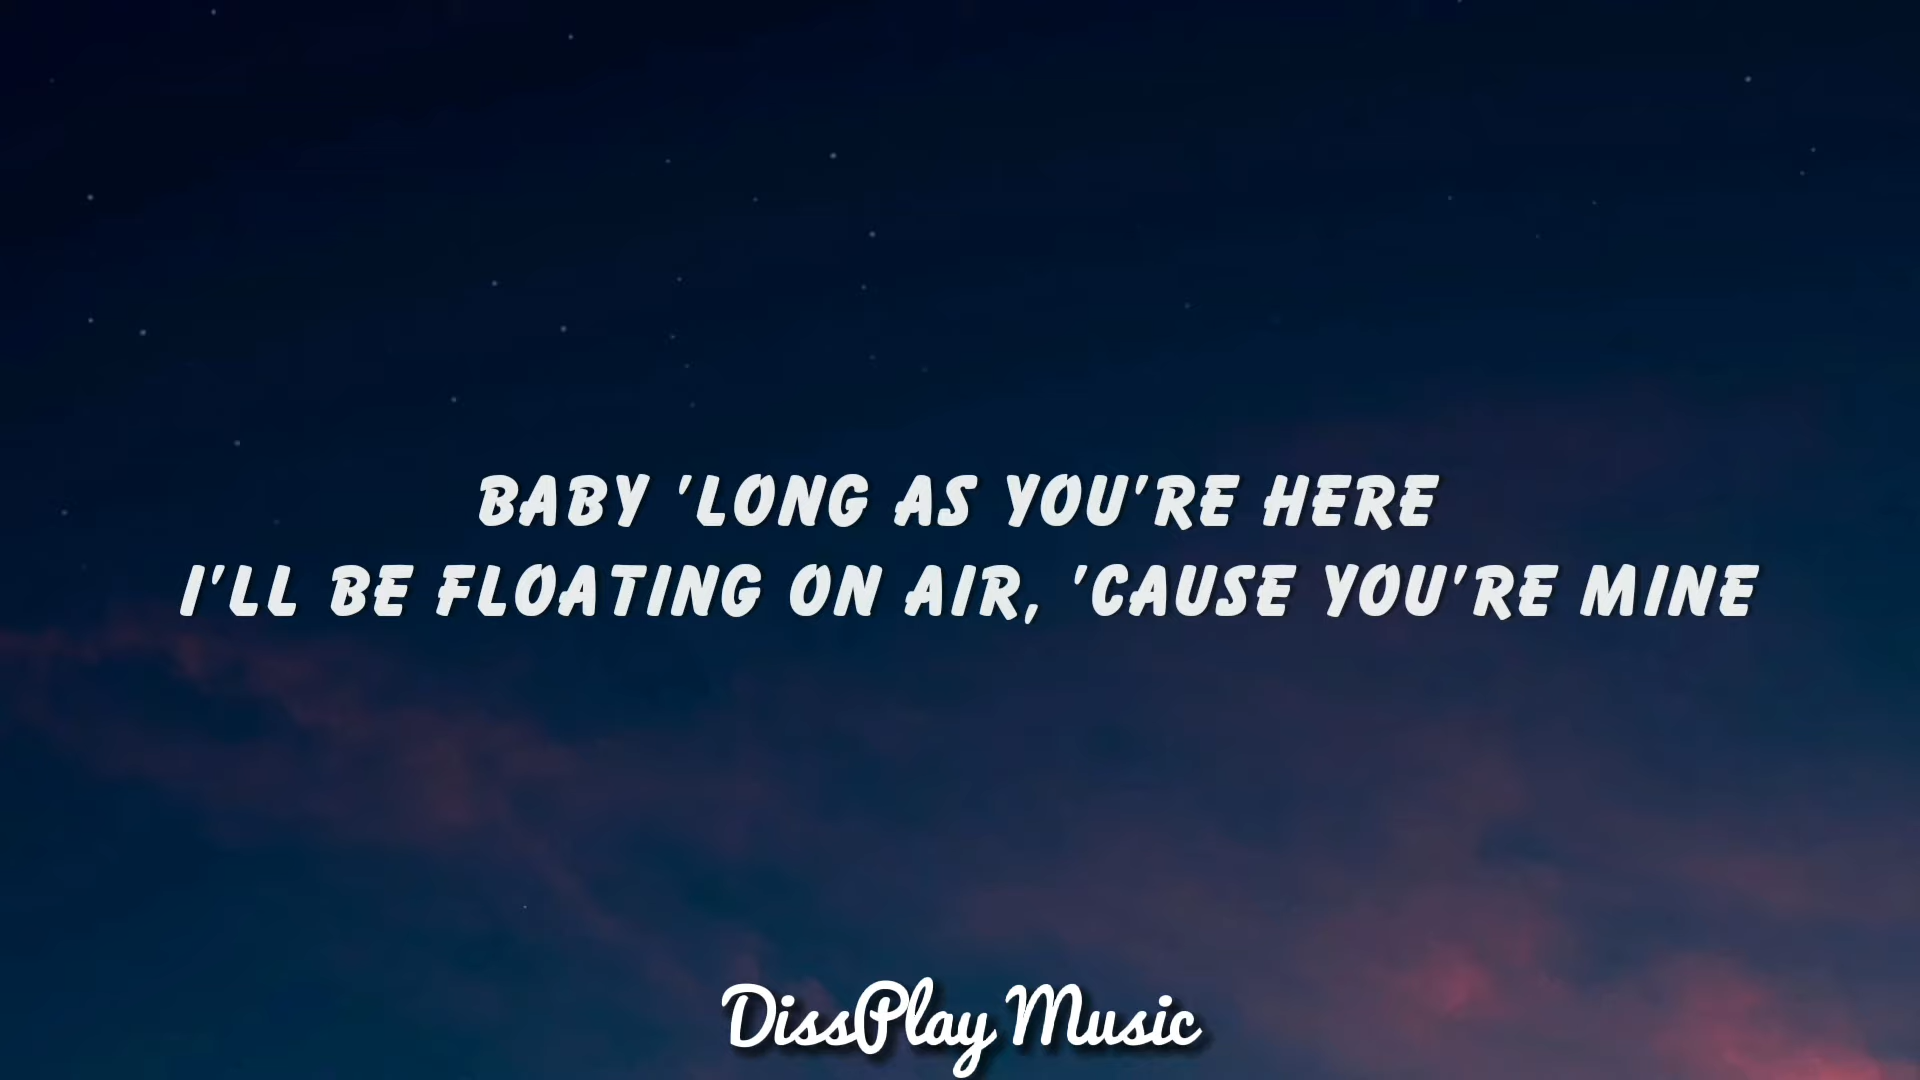 BABY 'LONG AS YOU'RE HERE
I'LL BE FLOATING ON AIR, 'CAUSE YOU'RE MINE
DissPlay Music